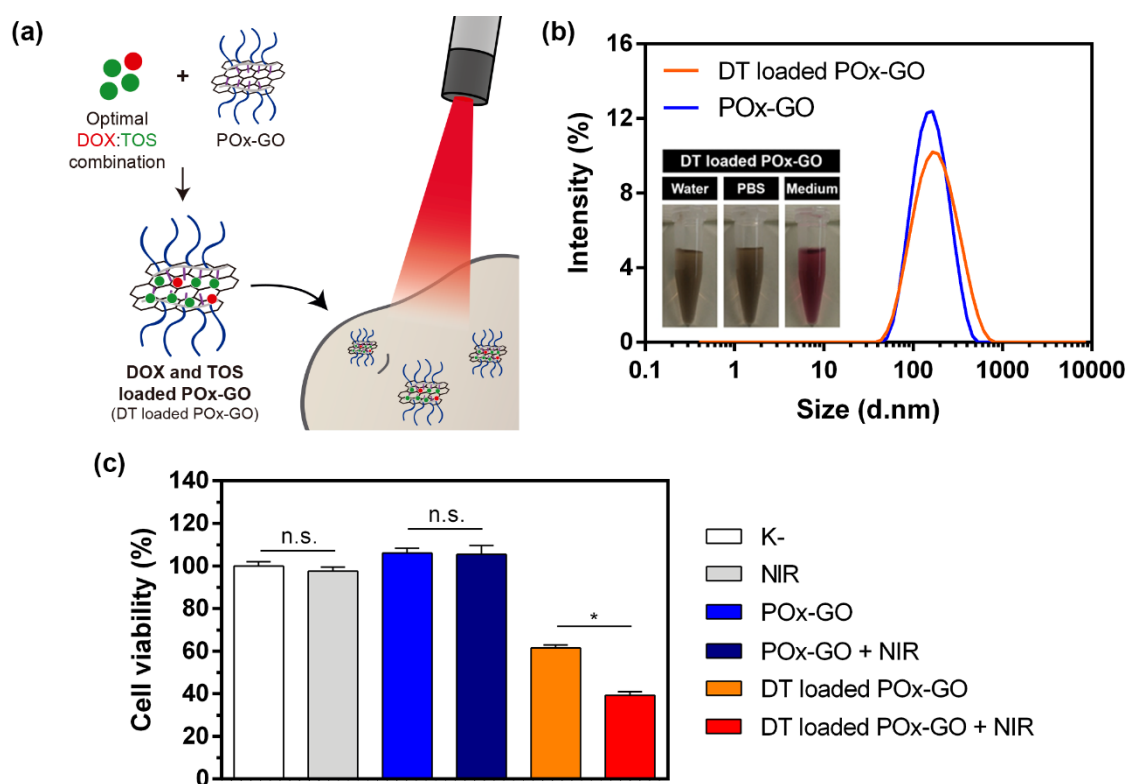 (a)
+
Optimal
DOX:TOS
combination
POx-GO
DOX and TOS
loaded POx-GO
(DT loaded POx-GO)
(b)
Intensity (%)
16
12
8
4
0
DT loaded POx-GO
POx-GO
DT loaded POx-GO
Water PBS Medium
0.1 1 10 100 1000 10000
Size (d.nm)
(c)
Cell viability (%)
140
120
100
80
60
40
20
0
n.s.
n.s.
*
K-
NIR
POx-GO
POx-GO + NIR
DT loaded POx-GO
DT loaded POx-GO + NIR